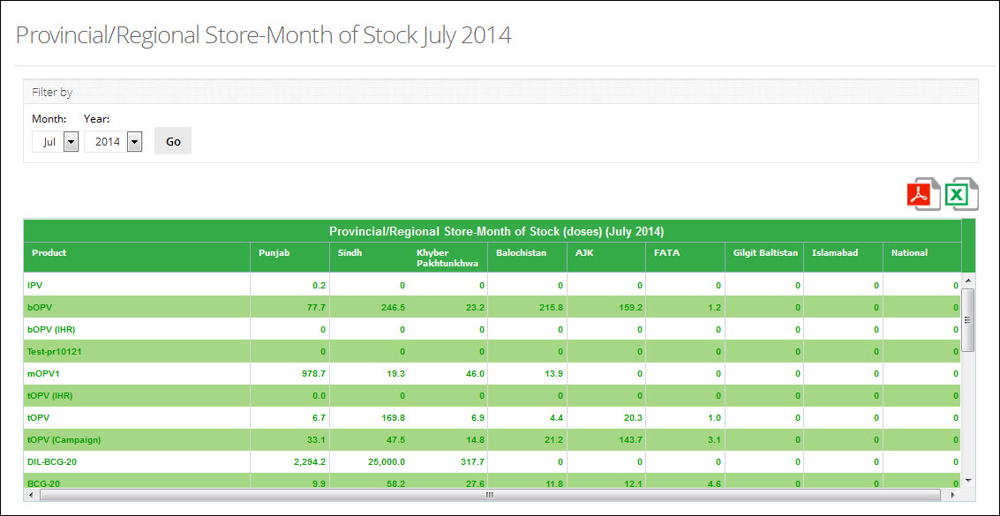 Provincial/Regional Store-Month of Stock July 2014
Filter by
Month: Year:
Jul 2014 Go
Provincial/Regional Store-Month of Stock (doses) (July 2014)
Product Punjab Sindh Khyber Pakhtunkhwa Balochistan AJK FATA Gilgit Baltistan Islamabad National
IPV 0.2 0 0 0 0 0 0 0 0
bOPV 77.7 246.5 23.2 215.8 159.2 1.2 0 0 0
bOPV (IHR) 0 0 0 0 0 0 0 0 0
Test-pr10121 0 0 0 0 0 0 0 0 0
mOPV1 978.7 19.3 46.0 13.9 0 0 0 0 0
tOPV (IHR) 0.0 0 0 0 0 0 0 0 0
tOPV 6.7 169.8 6.9 4.4 20.3 1.0 0 0 0
tOPV (Campaign) 33.1 47.5 14.8 21.2 143.7 3.1 0 0 0
DIL-BCG-20 2,294.2 25,000.0 317.7 0 0 0 0 0 0
BCG-20 9.9 58.2 27.6 11.8 12.1 4.6 0 0 0